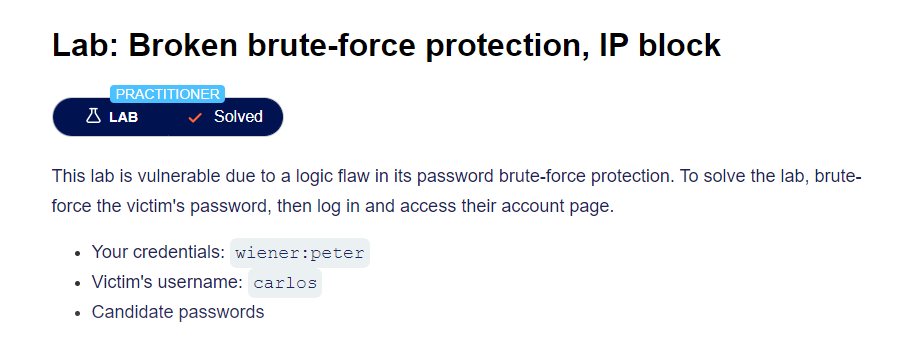 Lab: Broken brute-force protection, IP block
PRACTITIONER
LAB Solved
This lab is vulnerable due to a logic flaw in its password brute-force protection. To solve the lab, brute-
force the victim's password, then log in and access their account page.
• Your credentials: wiener:peter
• Victim's username: carlos
• Candidate passwords